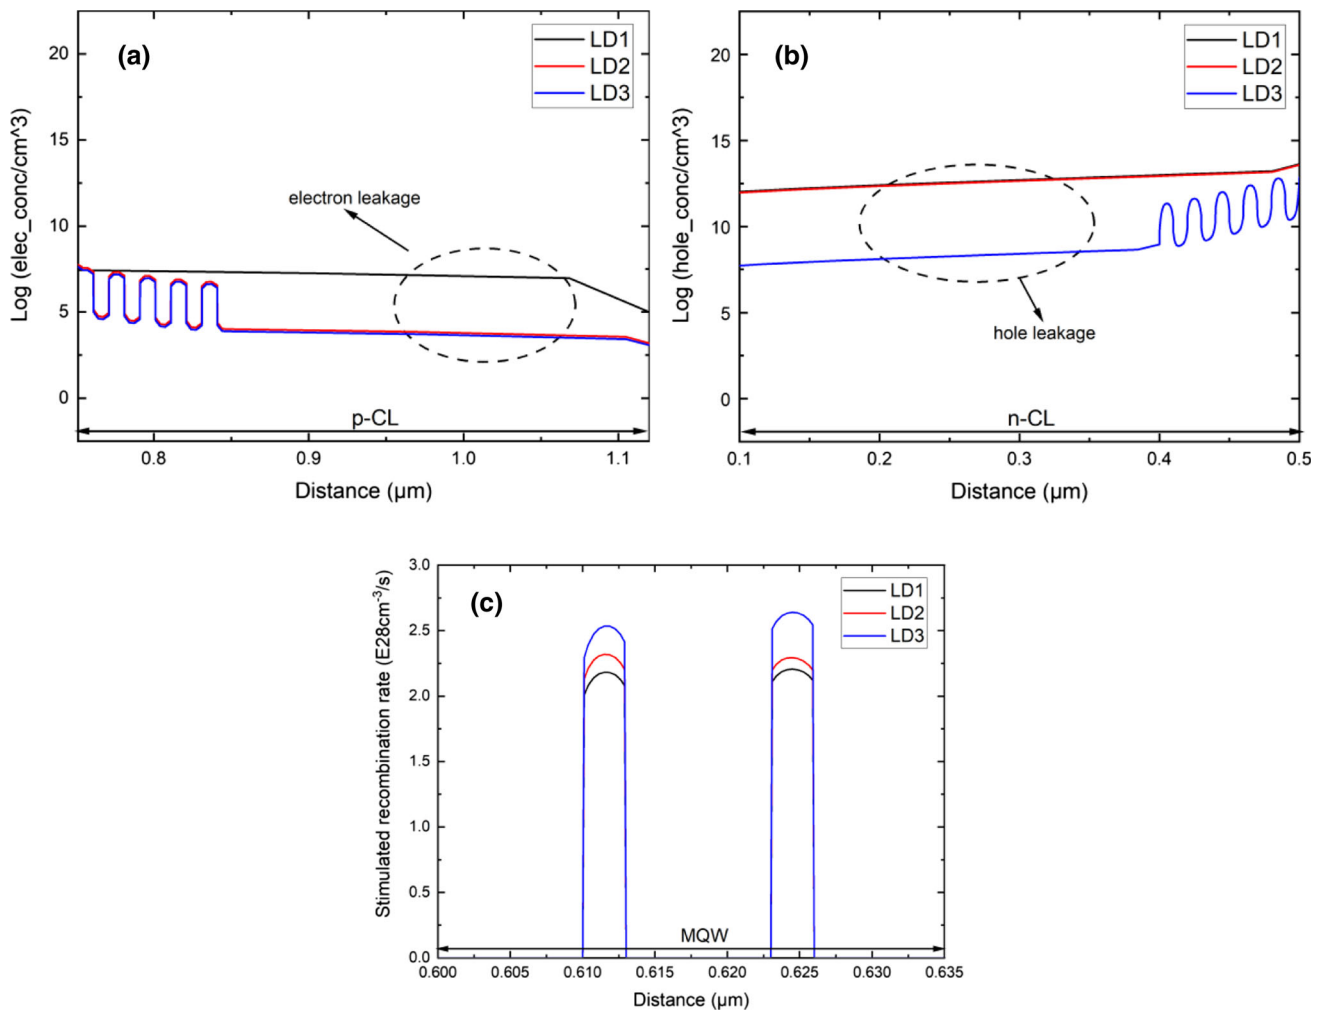 (a)
LD1
LD2
LD3
20
15
10
5
0
Log (elec_conc/cm^3)
electron leakage
p-CL
0.8 0.9 1.0 1.1
Distance (μm)
(b)
LD1
LD2
LD3
20
15
10
5
0
Log (hole_conc/cm^3)
hole leakage
n-CL
0.1 0.2 0.3 0.4 0.5
Distance (μm)
(c)
LD1
LD2
LD3
3.0
2.5
2.0
1.5
1.0
0.5
0.0
Stimulated recombination rate (E28cm⁻³/s)
MQW
0.600 0.605 0.610 0.615 0.620 0.625 0.630 0.635
Distance (μm)